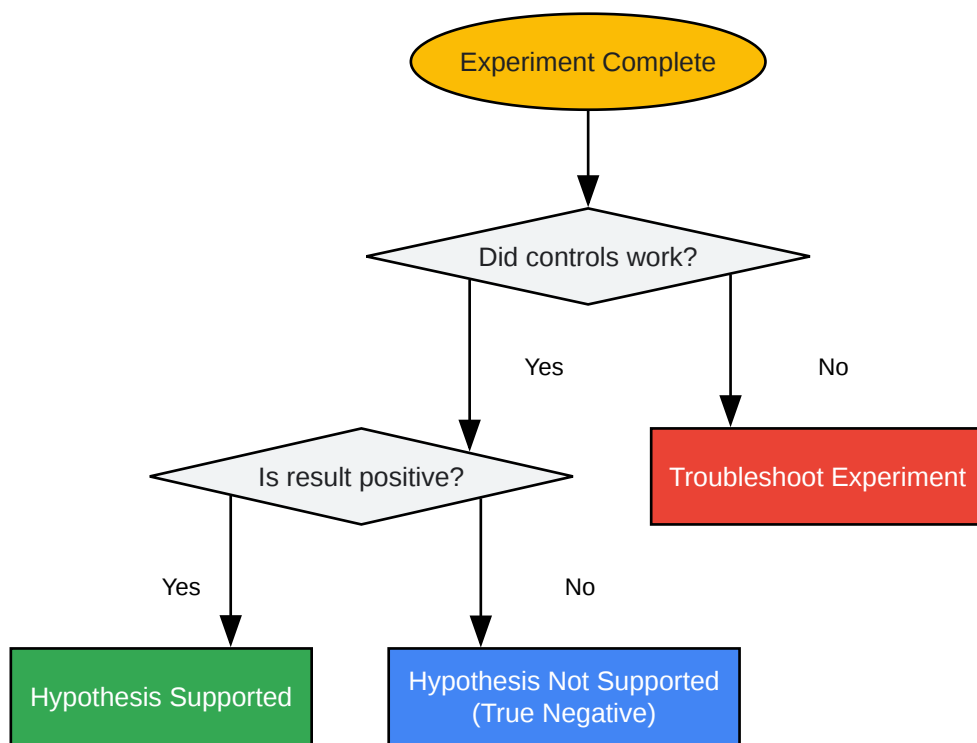 Experiment Complete
Did controls work?
Yes
No
Is result positive?
Troubleshoot Experiment
Yes
No
Hypothesis Supported
Hypothesis Not Supported
(True Negative)